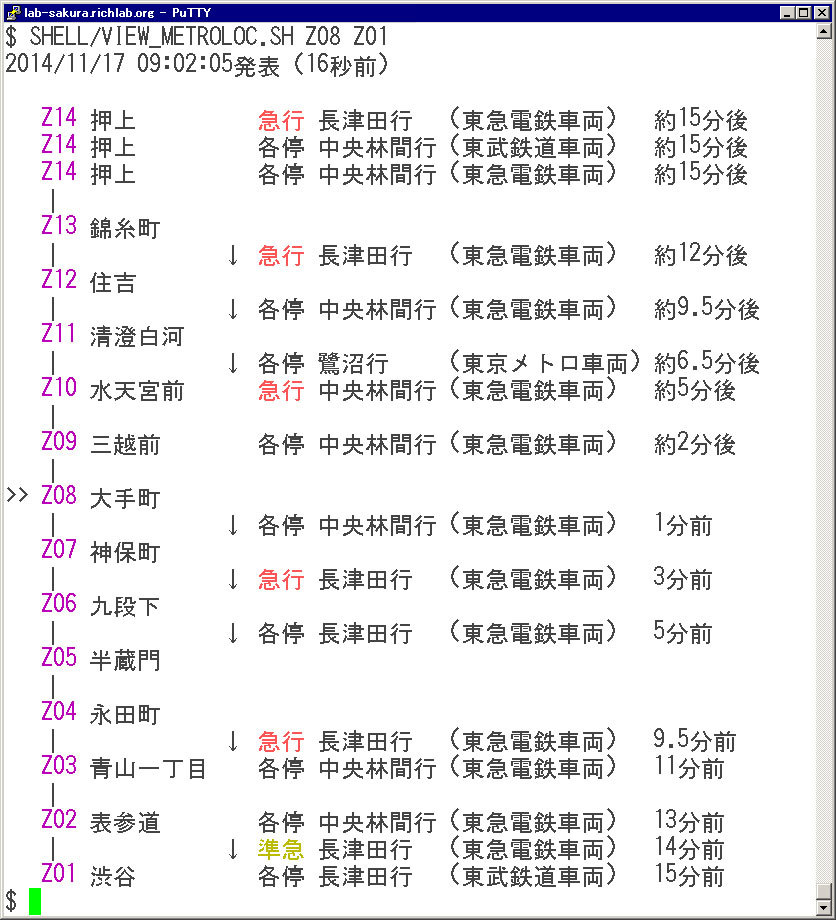 lab-sakura.richlab.org - PuTTY
$ SHELL/VIEW_METROLOC.SH Z08 Z01
2014/11/17 09:02:05発表（16秒前）
Z14 押上 急行 長津田行 （東急電鉄車両） 約15分後
Z14 押上 各停 中央林間行（東武鉄道車両） 約15分後
Z14 押上 各停 中央林間行（東急電鉄車両） 約15分後
|
Z13 錦糸町
| ↓ 急行 長津田行 （東急電鉄車両） 約12分後
Z12 住吉
| ↓ 各停 中央林間行（東急電鉄車両） 約9.5分後
Z11 清澄白河
| ↓ 各停 鷺沼行 （東京メトロ車両）約6.5分後
Z10 水天宮前 急行 中央林間行（東急電鉄車両） 約5分後
|
Z09 三越前 各停 中央林間行（東急電鉄車両） 約2分後
|
>> Z08 大手町
| ↓ 各停 中央林間行（東急電鉄車両） 1分前
Z07 神保町
| ↓ 急行 長津田行 （東急電鉄車両） 3分前
Z06 九段下
| ↓ 各停 長津田行 （東急電鉄車両） 5分前
Z05 半蔵門
|
Z04 永田町
| ↓ 急行 長津田行 （東急電鉄車両） 9.5分前
Z03 青山一丁目 各停 中央林間行（東急電鉄車両） 11分前
|
Z02 表参道 各停 中央林間行（東急電鉄車両） 13分前
| ↓ 準急 長津田行 （東急電鉄車両） 14分前
Z01 渋谷 各停 長津田行 （東武鉄道車両） 15分前
$